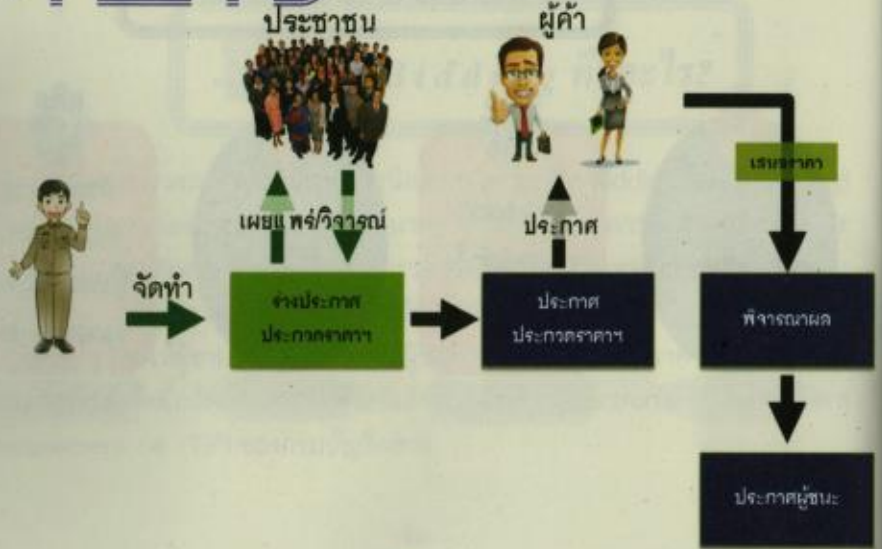 ประชาชน
ผู้ค้า
เสนอราคา
เผยแพร่/วิจารณ์
ประกาศ
จัดทำ
ร่างประกาศ
ประกวดราคาฯ
ประกาศ
ประกวดราคาฯ
พิจารณาผล
ประกาศผู้ชนะ